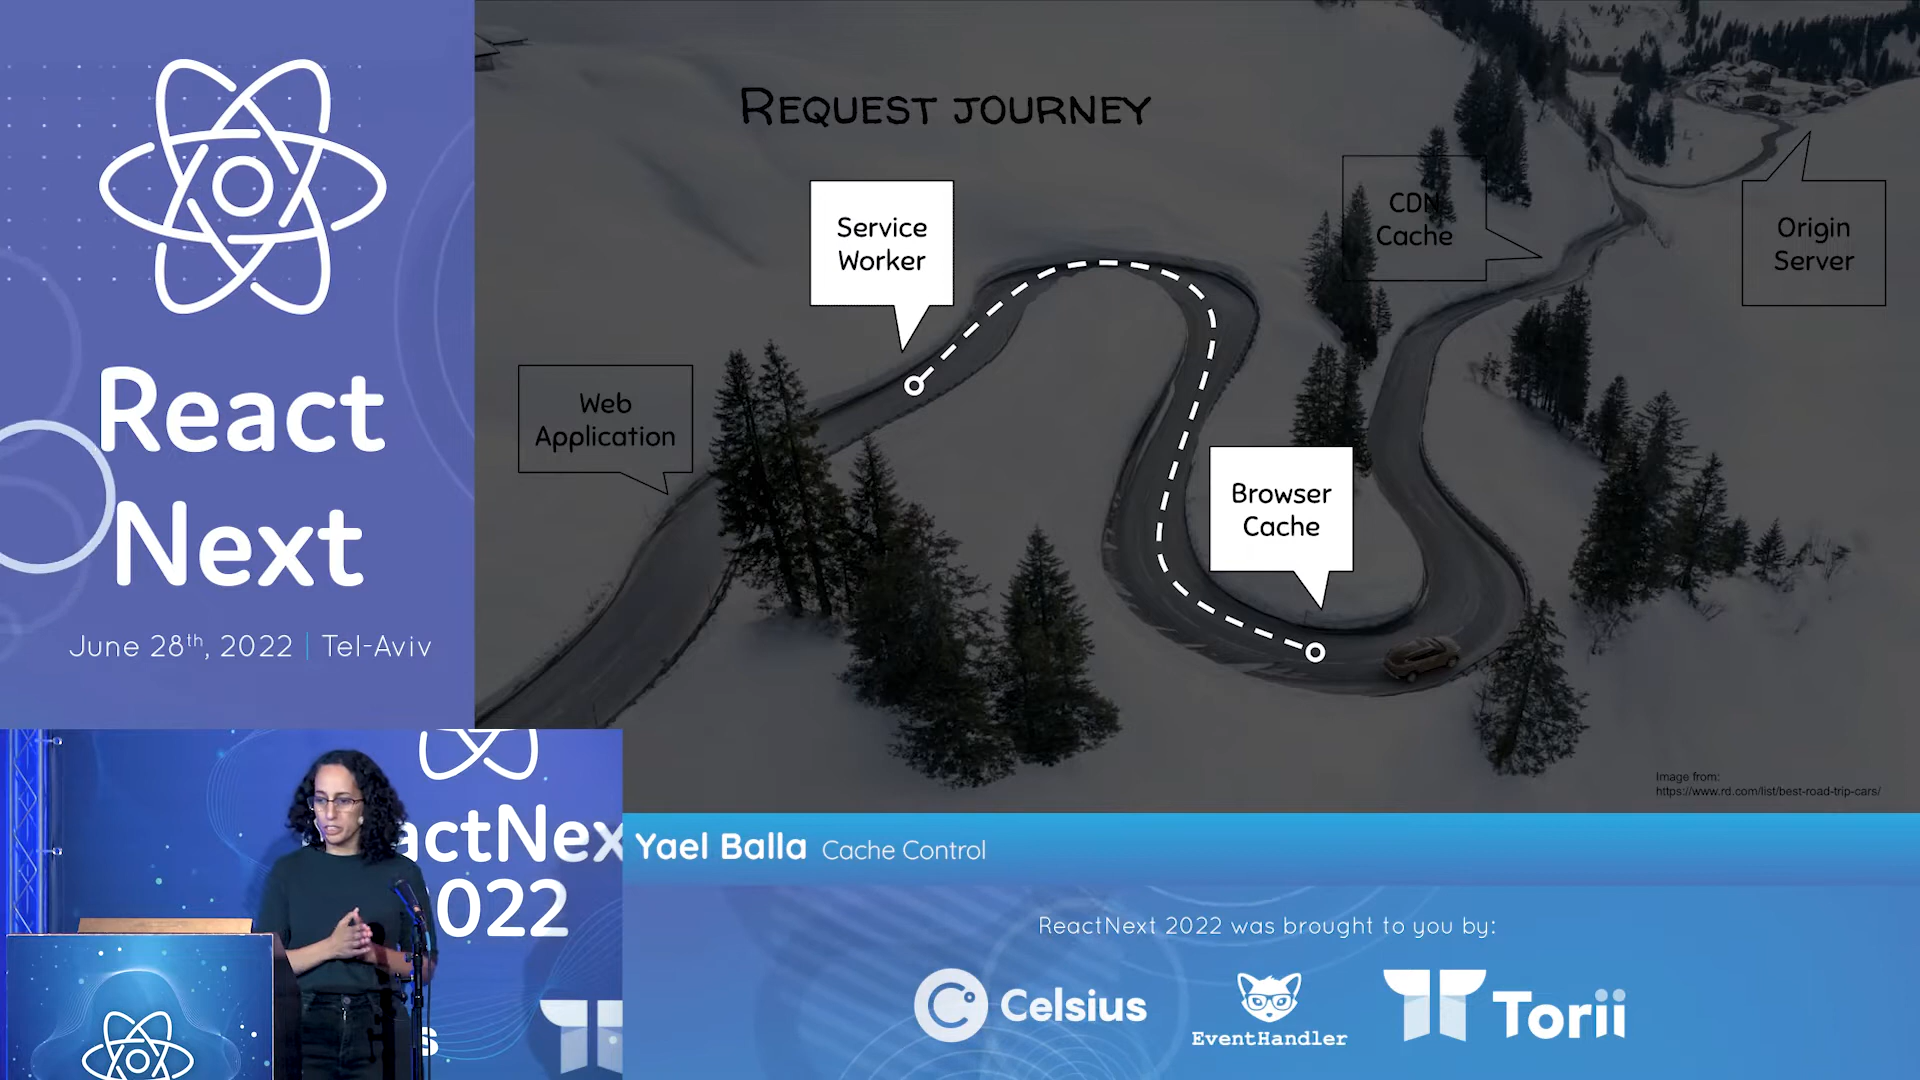 React
Next
June 28th, 2022 | Tel-Aviv
REQUEST JOURNEY
Service
Worker
CDN
Cache
Origin
Server
Web
Application
Browser
Cache
Image from:
https://www.rd.com/list/best-road-trip-cars/
actNex
2022
s
Yael Balla Cache Control
ReactNext 2022 was brought to you by:
Celsius
EventHandler
Torii